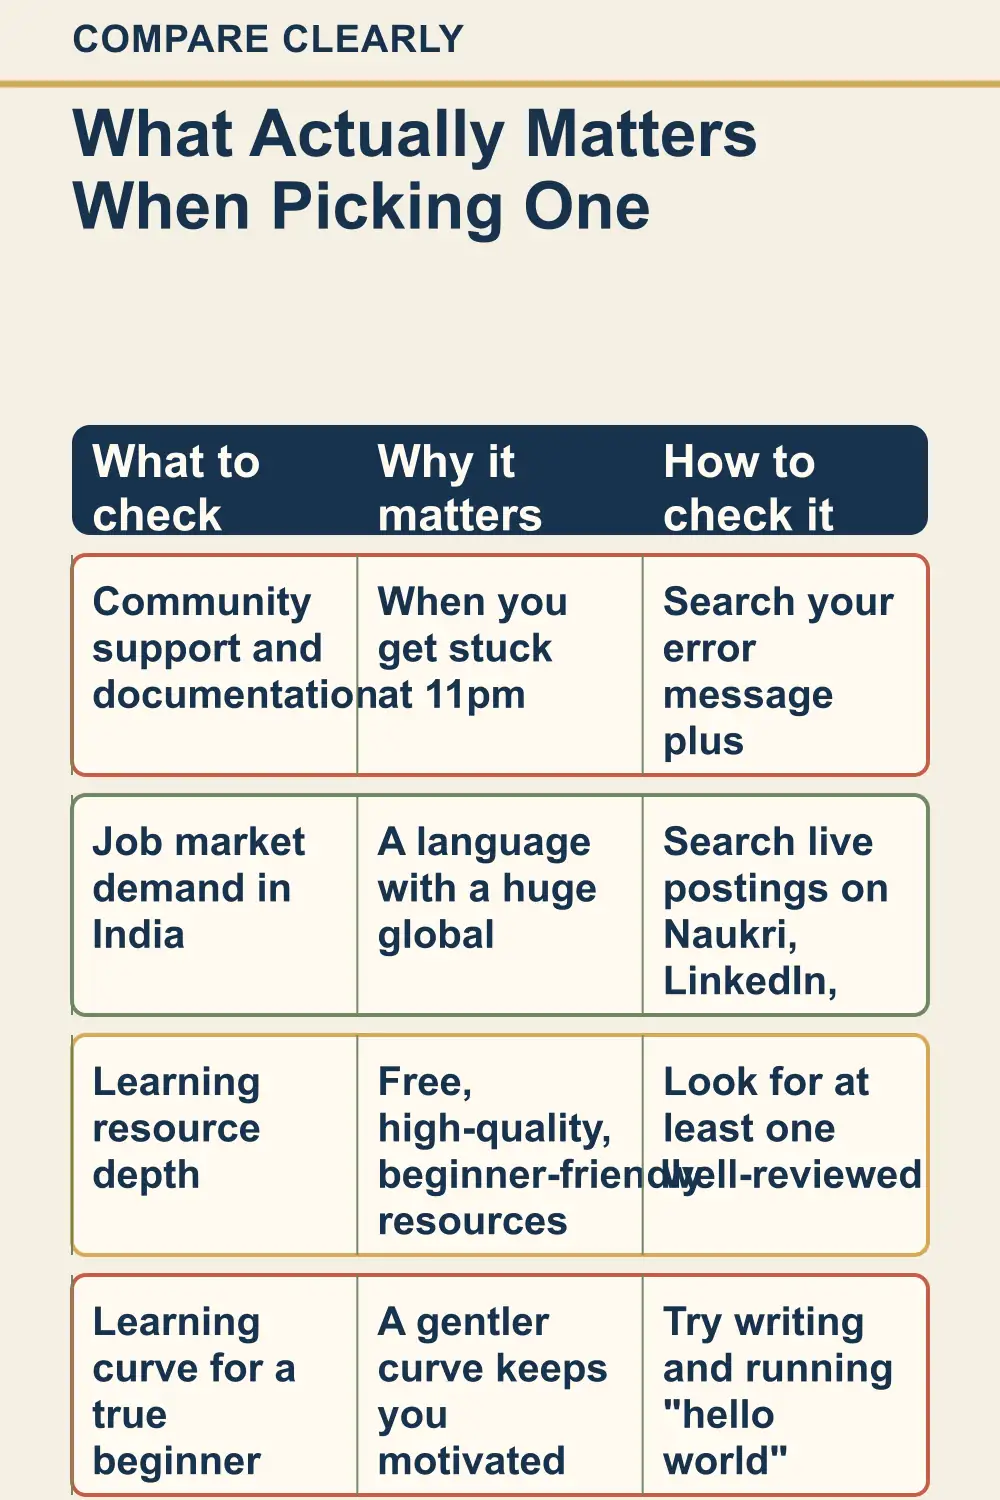 COMPARE CLEARLY
What Actually Matters
When Picking One
What to
check
Why it
matters
How to
check it
Community
support and
documentation
When you
get stuck
at 11pm
Search your
error
message
plus
Job market
demand in
India
A language
with a huge
global
Search live
postings on
Naukri,
LinkedIn,
Learning
resource
depth
Free,
high-quality,
beginner-friendly
resources
Look for at
least one
well-reviewed
Learning
curve for a
true
beginner
A gentler
curve keeps
you
motivated
Try writing
and running
"hello
world"